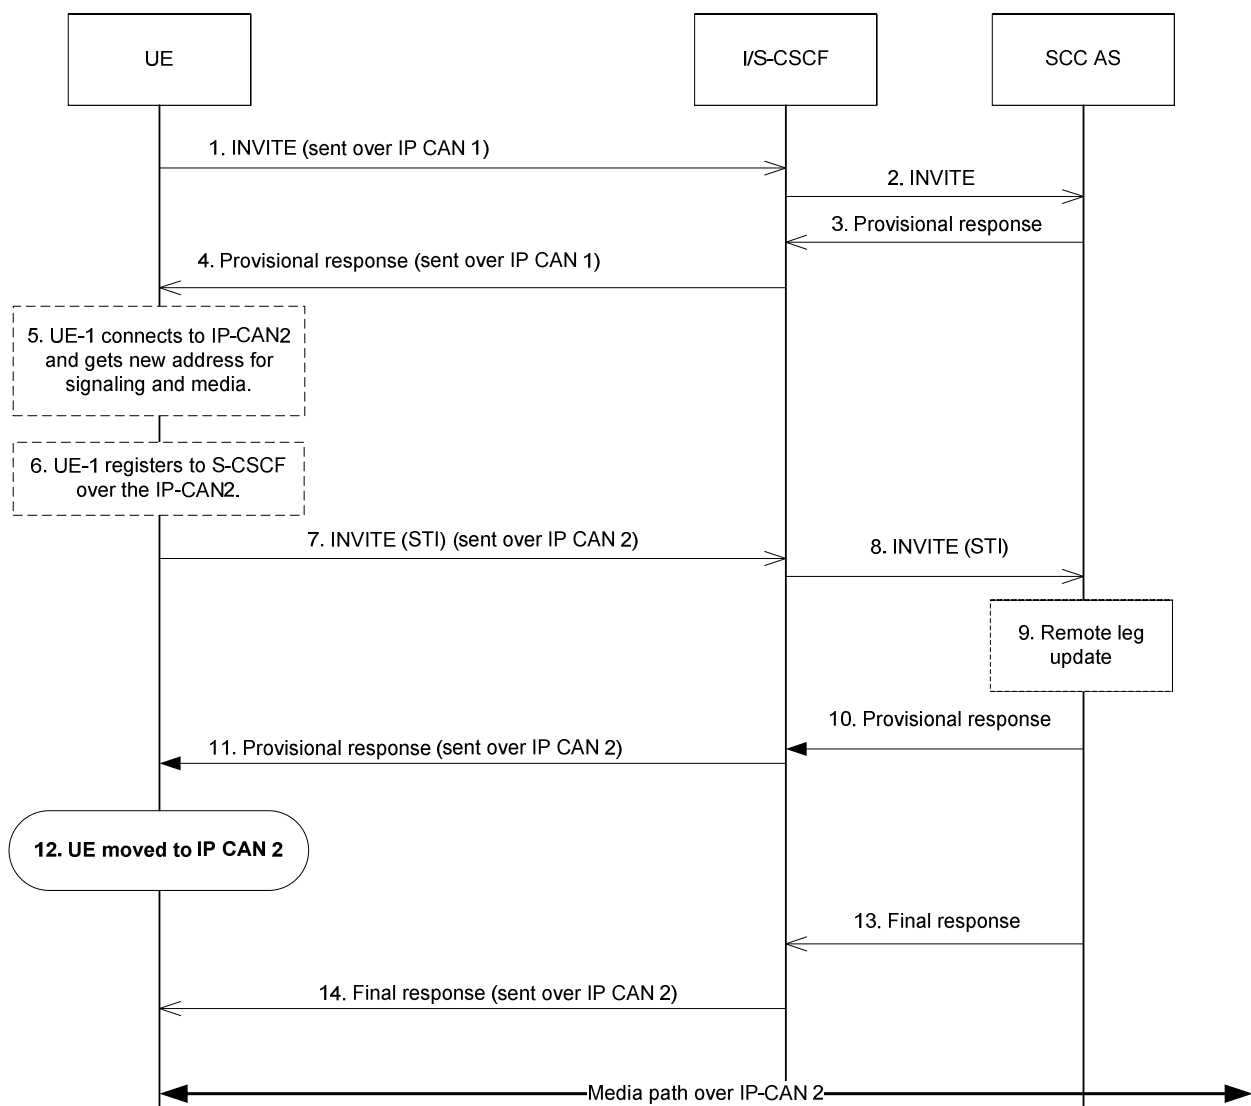 UE
I/S-CSCF
SCC AS
1. INVITE (sent over IP CAN 1)
2. INVITE
3. Provisional response
4. Provisional response (sent over IP CAN 1)
5. UE-1 connects to IP-CAN2
and gets new address for
signaling and media.
6. UE-1 registers to S-CSCF
over the IP-CAN2.
7. INVITE (STI) (sent over IP CAN 2)
8. INVITE (STI)
9. Remote leg
update
10. Provisional response
11. Provisional response (sent over IP CAN 2)
12. UE moved to IP CAN 2
13. Final response
14. Final response (sent over IP CAN 2)
Media path over IP-CAN 2